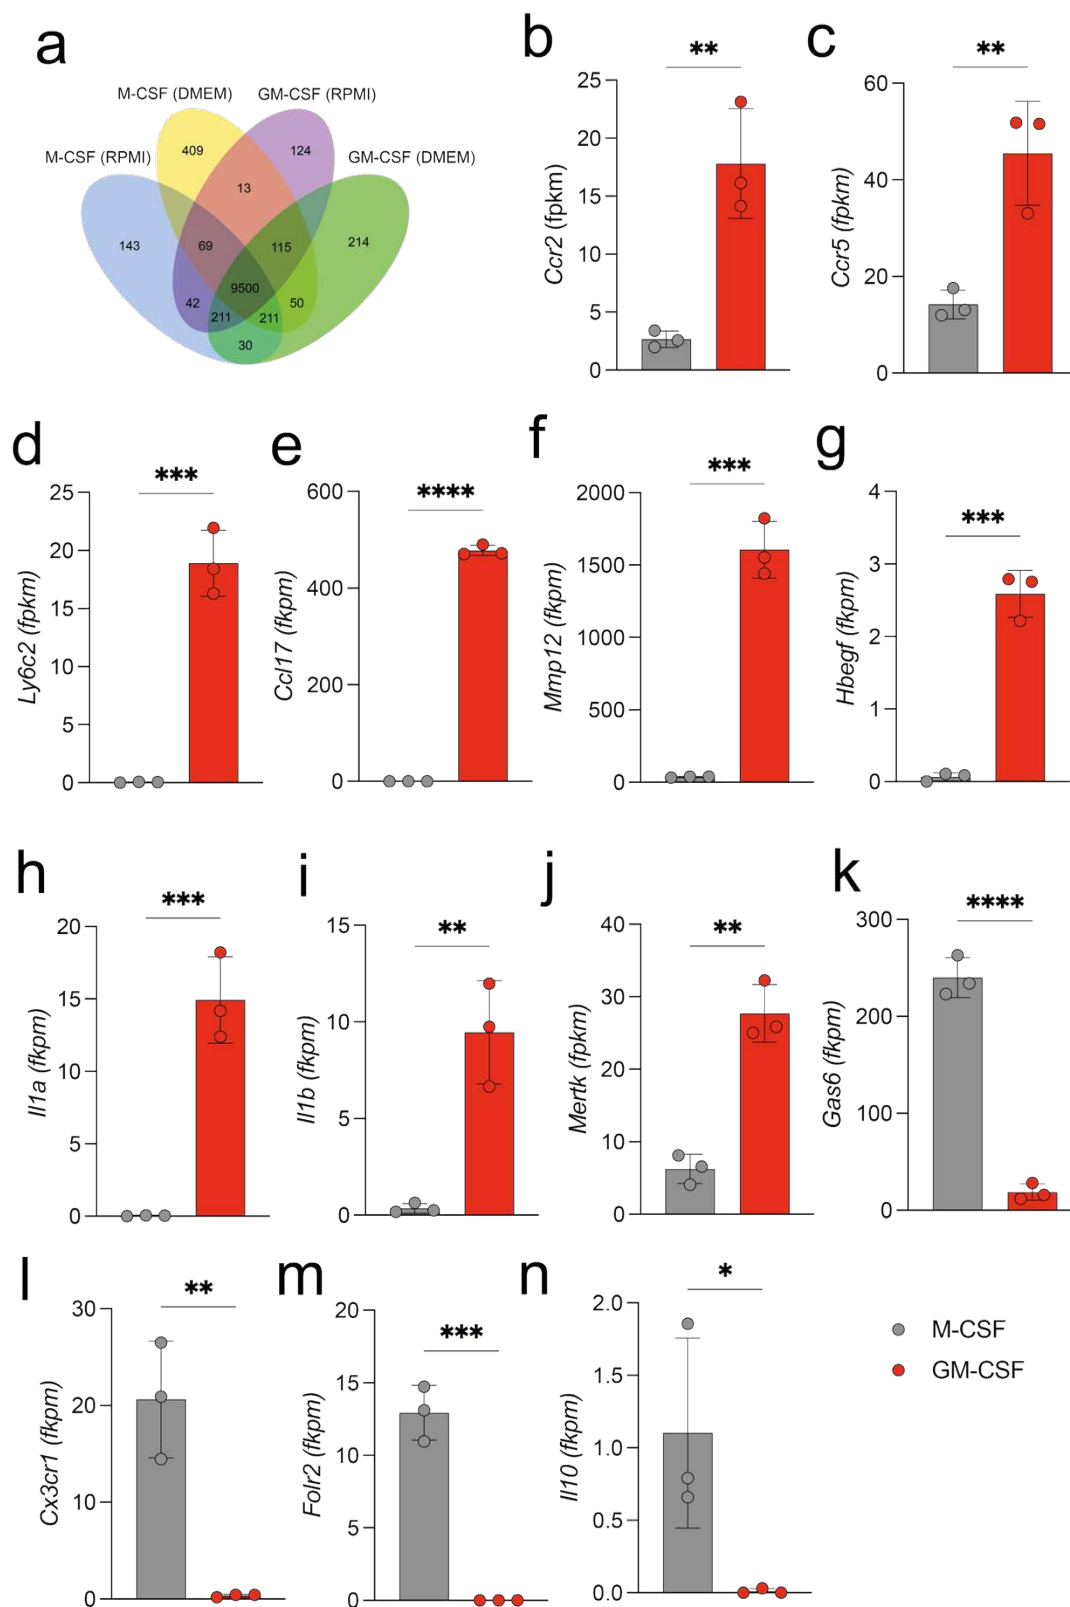 a
M-CSF (DMEM) GM-CSF (RPMI)
M-CSF (RPMI) GM-CSF (DMEM)
409 124
13
143 69 115 214
9500
42 50
211 211
30
b
**
Ccr2 (fpkm)
25
20
15
10
5
0
c
**
Ccr5 (fpkm)
60
40
20
0
d
***
Ly6c2 (fpkm)
25
20
15
10
5
0
e
****
Ccl17 (fkpm)
600
400
200
0
f
***
Mmp12 (fkpm)
2000
1500
1000
500
0
g
***
Hbegf (fkpm)
4
3
2
1
0
h
***
Il1a (fkpm)
20
15
10
5
0
i
**
Il1b (fkpm)
15
10
5
0
j
**
Mertk (fpkm)
40
30
20
10
0
k
****
Gas6 (fkpm)
300
200
100
0
l
**
Cx3cr1 (fkpm)
30
20
10
0
m
***
Folr2 (fkpm)
20
15
10
5
0
n
*
Il10 (fkpm)
2.0
1.5
1.0
0.5
0.0
M-CSF
GM-CSF